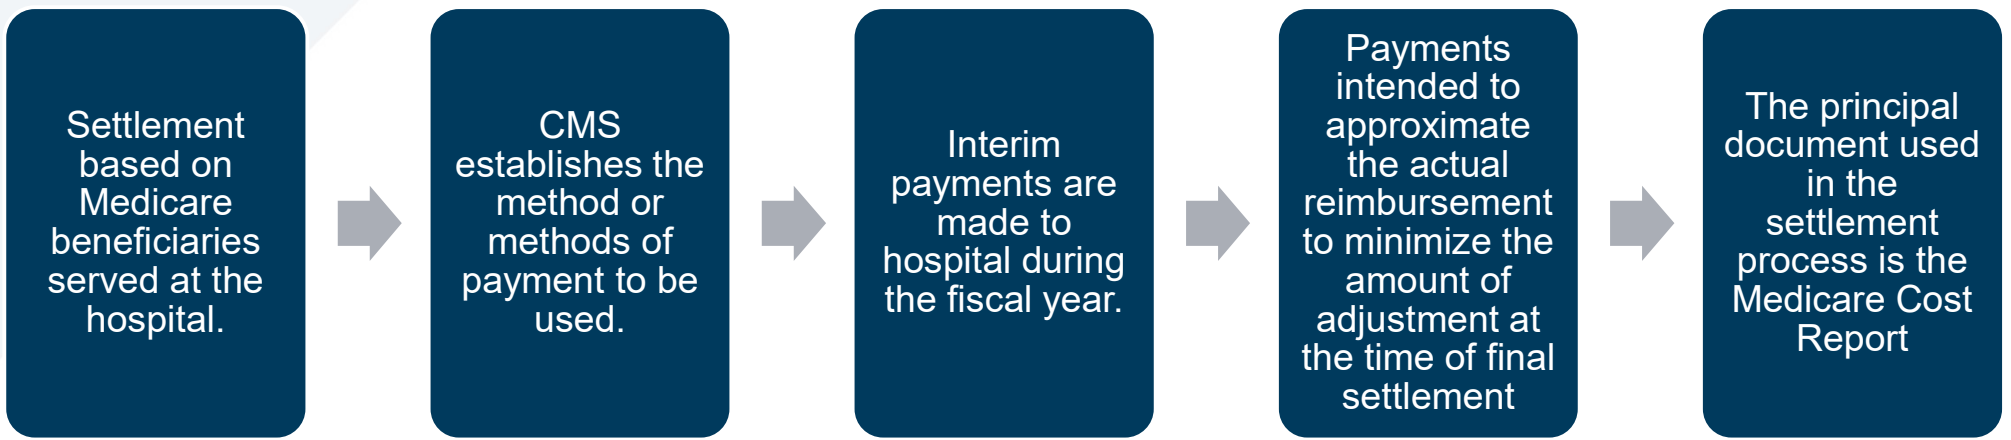 Settlement
based on
Medicare
beneficiaries
served at the
hospital.
CMS
establishes the
method or
methods of
payment to be
used.
Interim
payments are
made to
hospital during
the fiscal year.
Payments
intended to
approximate
the actual
reimbursement
to minimize the
amount of
adjustment at
the time of final
settlement
The principal
document used
in the
settlement
process is the
Medicare Cost
Report